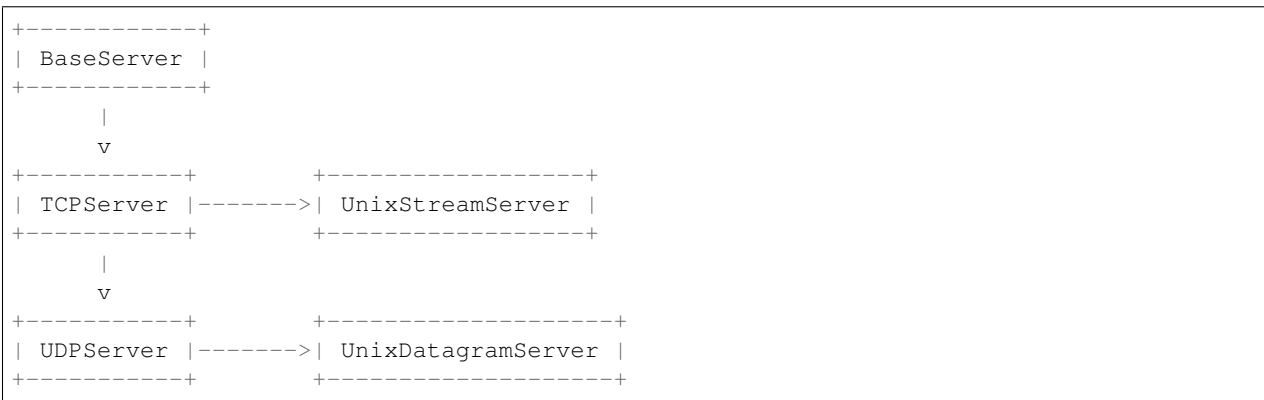 +------------+
| BaseServer |
+------------+
      |
      v
+-----------+        +------------------+
| TCPServer |------->| UnixStreamServer |
+-----------+        +------------------+
      |
      v
+-----------+        +--------------------+
| UDPServer |------->| UnixDatagramServer |
+-----------+        +--------------------+